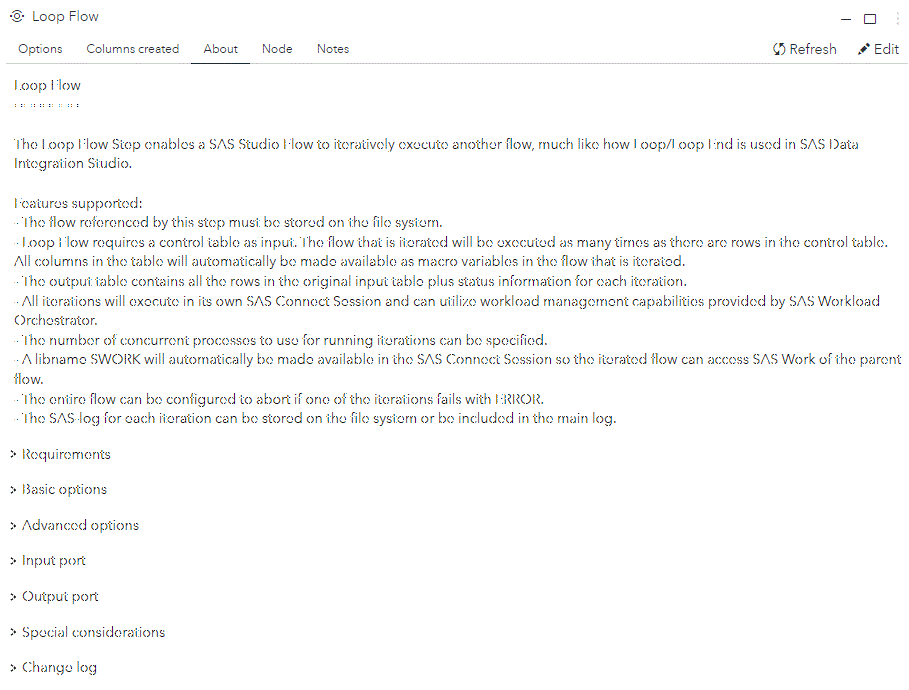 Loop Flow
Options Columns created About Node Notes Refresh Edit
Loop Flow
========
The Loop Flow Step enables a SAS Studio Flow to iteratively execute another flow, much like how Loop/Loop End is used in SAS Data
Integration Studio.
Features supported:
- The flow referenced by this step must be stored on the file system.
- Loop Flow requires a control table as input. The flow that is iterated will be executed as many times as there are rows in the control table.
All columns in the table will automatically be made available as macro variables in the flow that is iterated.
- The output table contains all the rows in the original input table plus status information for each iteration.
- All iterations will execute in its own SAS Connect Session and can utilize workload management capabilities provided by SAS Workload
Orchestrator.
- The number of concurrent processes to use for running iterations can be specified.
- A libname SWORK will automatically be made available in the SAS Connect Session so the iterated flow can access SAS Work of the parent
flow.
- The entire flow can be configured to abort if one of the iterations fails with ERROR.
- The SAS log for each iteration can be stored on the file system or be included in the main log.
> Requirements
> Basic options
> Advanced options
> Input port
> Output port
> Special considerations
> Change log